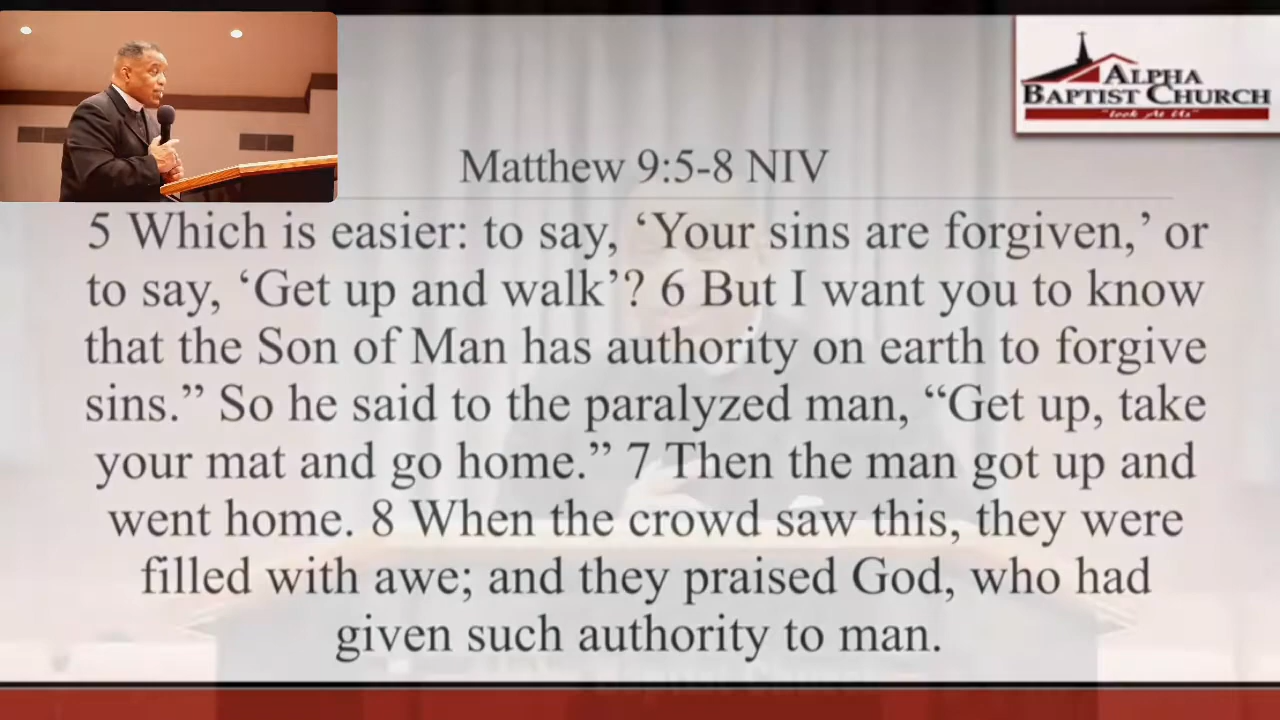 ALPHA
BAPTIST CHURCH
"Look At Us"
Matthew 9:5-8 NIV
5 Which is easier: to say, ‘Your sins are forgiven,’ or
to say, ‘Get up and walk’? 6 But I want you to know
that the Son of Man has authority on earth to forgive
sins.” So he said to the paralyzed man, “Get up, take
your mat and go home.” 7 Then the man got up and
went home. 8 When the crowd saw this, they were
filled with awe; and they praised God, who had
given such authority to man.